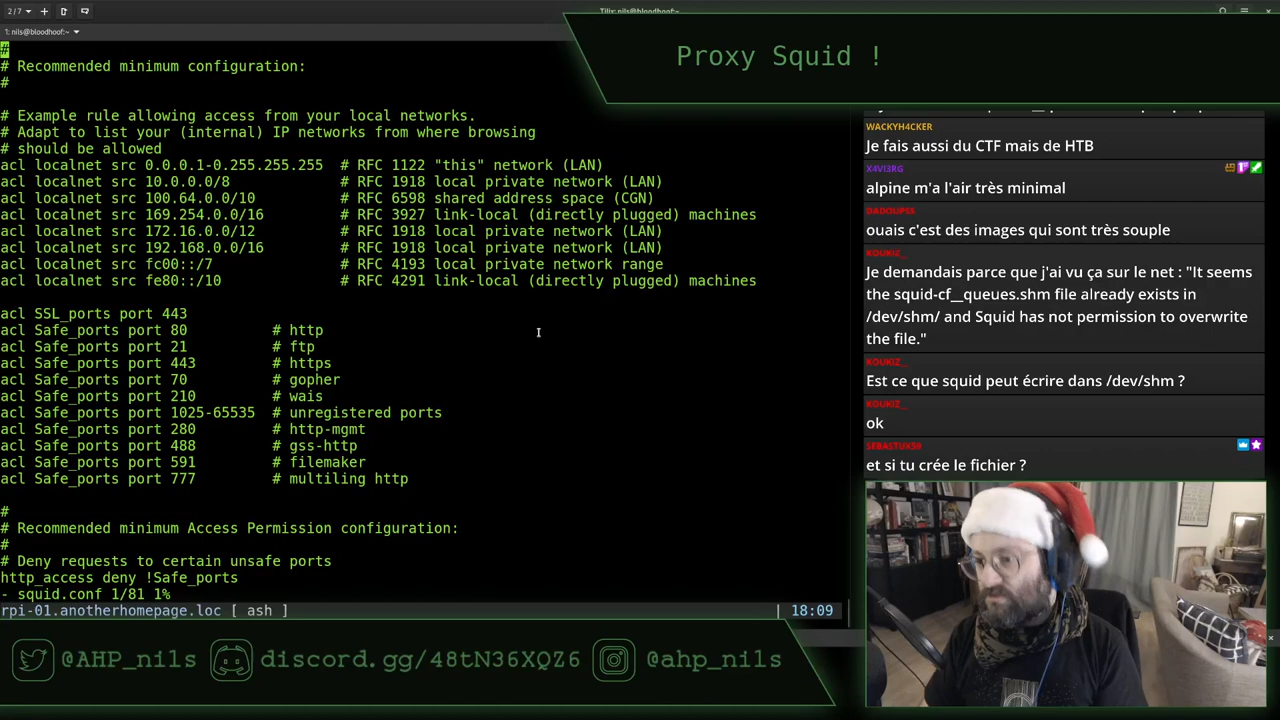 2/7
Tilix: nils@bloodhoof:~
1: nils@bloodhoof:~
Proxy Squid !
#
# Recommended minimum configuration:
#
# Example rule allowing access from your local networks.
# Adapt to list your (internal) IP networks from where browsing
# should be allowed
acl localnet src 0.0.0.1-0.255.255.255  # RFC 1122 "this" network (LAN)
acl localnet src 10.0.0.0/8             # RFC 1918 local private network (LAN)
acl localnet src 100.64.0.0/10          # RFC 6598 shared address space (CGN)
acl localnet src 169.254.0.0/16         # RFC 3927 link-local (directly plugged) machines
acl localnet src 172.16.0.0/12          # RFC 1918 local private network (LAN)
acl localnet src 192.168.0.0/16         # RFC 1918 local private network (LAN)
acl localnet src fc00::/7               # RFC 4193 local private network range
acl localnet src fe80::/10              # RFC 4291 link-local (directly plugged) machines
acl SSL_ports port 443
acl Safe_ports port 80          # http
acl Safe_ports port 21          # ftp
acl Safe_ports port 443         # https
acl Safe_ports port 70          # gopher
acl Safe_ports port 210         # wais
acl Safe_ports port 1025-65535  # unregistered ports
acl Safe_ports port 280         # http-mgmt
acl Safe_ports port 488         # gss-http
acl Safe_ports port 591         # filemaker
acl Safe_ports port 777         # multiling http
#
# Recommended minimum Access Permission configuration:
#
# Deny requests to certain unsafe ports
http_access deny !Safe_ports
- squid.conf 1/81 1%
rpi-01.anotherhomepage.loc [ ash ]
| 18:09
WACKYH4CKER
Je fais aussi du CTF mais de HTB
X4VI3RG
alpine m'a l'air très minimal
DADOUPSS
ouais c'est des images qui sont très souple
KOUKIZ_
Je demandais parce que j'ai vu ça sur le net : "It seems
the squid-cf__queues.shm file already exists in
/dev/shm/ and Squid has not permission to overwrite
the file."
KOUKIZ_
Est ce que squid peut écrire dans /dev/shm ?
KOUKIZ_
ok
SEBASTUX59
et si tu crée le fichier ?
@AHP_nils
discord.gg/48tN36XQZ6
@ahp_nils